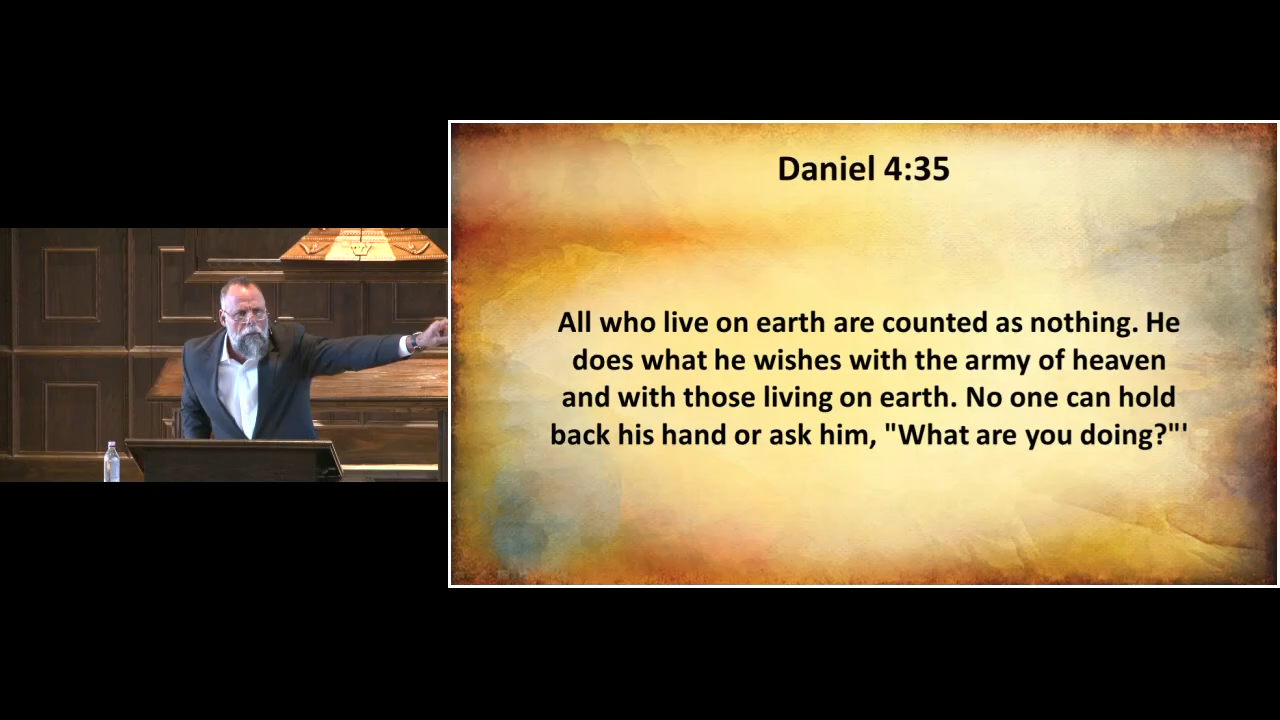 Daniel 4:35
All who live on earth are counted as nothing. He
does what he wishes with the army of heaven
and with those living on earth. No one can hold
back his hand or ask him, "What are you doing?"'